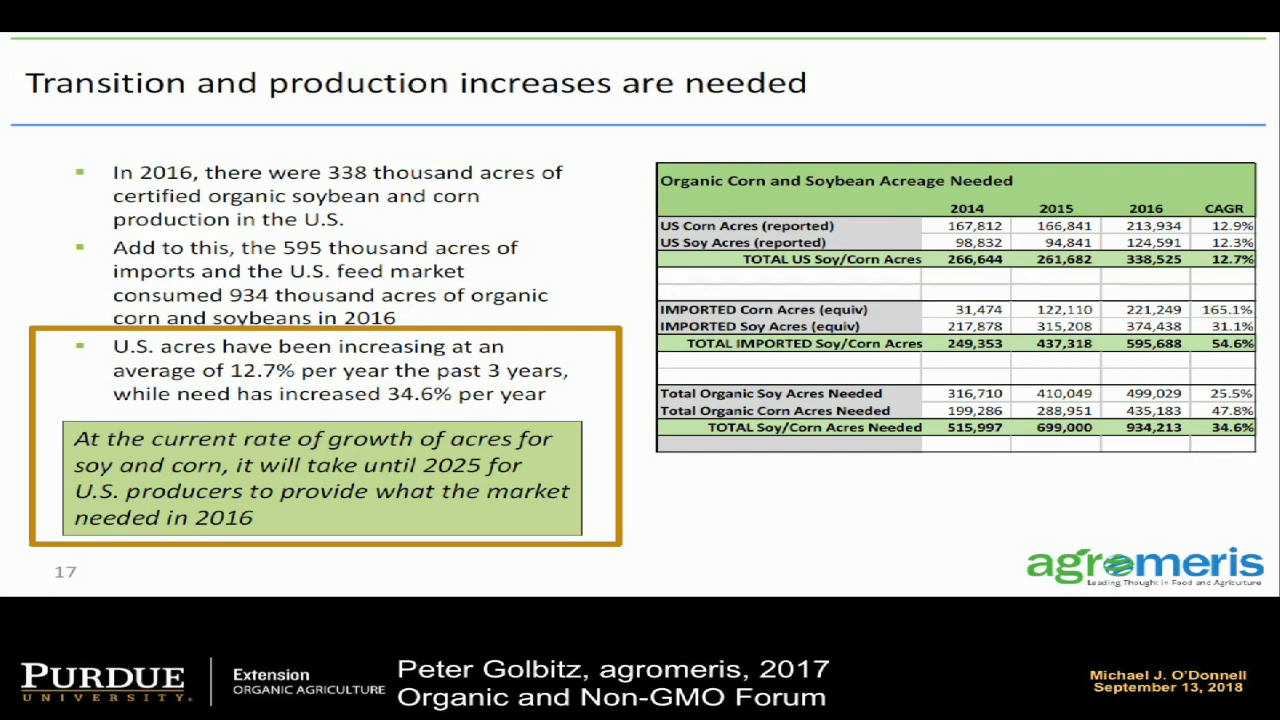 Transition and production increases are needed
▪ In 2016, there were 338 thousand acres of
certified organic soybean and corn
production in the U.S.
▪ Add to this, the 595 thousand acres of
imports and the U.S. feed market
consumed 934 thousand acres of organic
corn and soybeans in 2016
▪ U.S. acres have been increasing at an
average of 12.7% per year the past 3 years,
while need has increased 34.6% per year
At the current rate of growth of acres for
soy and corn, it will take until 2025 for
U.S. producers to provide what the market
needed in 2016
17
Organic Corn and Soybean Acreage Needed
2014 2015 2016 CAGR
US Corn Acres (reported) 167,812 166,841 213,934 12.9%
US Soy Acres (reported) 98,832 94,841 124,591 12.3%
TOTAL US Soy/Corn Acres 266,644 261,682 338,525 12.7%
IMPORTED Corn Acres (equiv) 31,474 122,110 221,249 165.1%
IMPORTED Soy Acres (equiv) 217,878 315,208 374,438 31.1%
TOTAL IMPORTED Soy/Corn Acres 249,353 437,318 595,688 54.6%
Total Organic Soy Acres Needed 316,710 410,049 499,029 25.5%
Total Organic Corn Acres Needed 199,286 288,951 435,183 47.8%
TOTAL Soy/Corn Acres Needed 515,997 699,000 934,213 34.6%
agromeris
Leading Thought in Food and Agriculture
PURDUE
UNIVERSITY.
Extension
ORGANIC AGRICULTURE
Peter Golbitz, agromeris, 2017
Organic and Non-GMO Forum
Michael J. O'Donnell
September 13, 2018